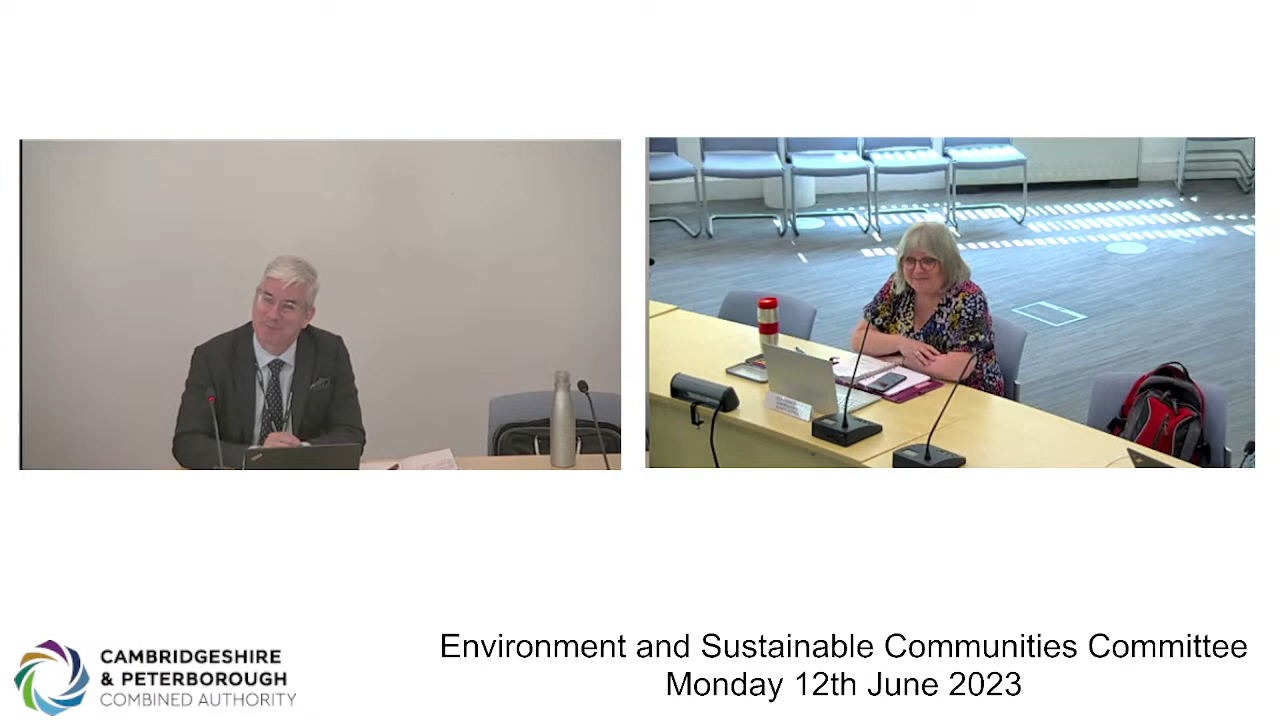 CAMBRIDGESHIRE
& PETERBOROUGH
COMBINED AUTHORITY
Environment and Sustainable Communities Committee
Monday 12th June 2023